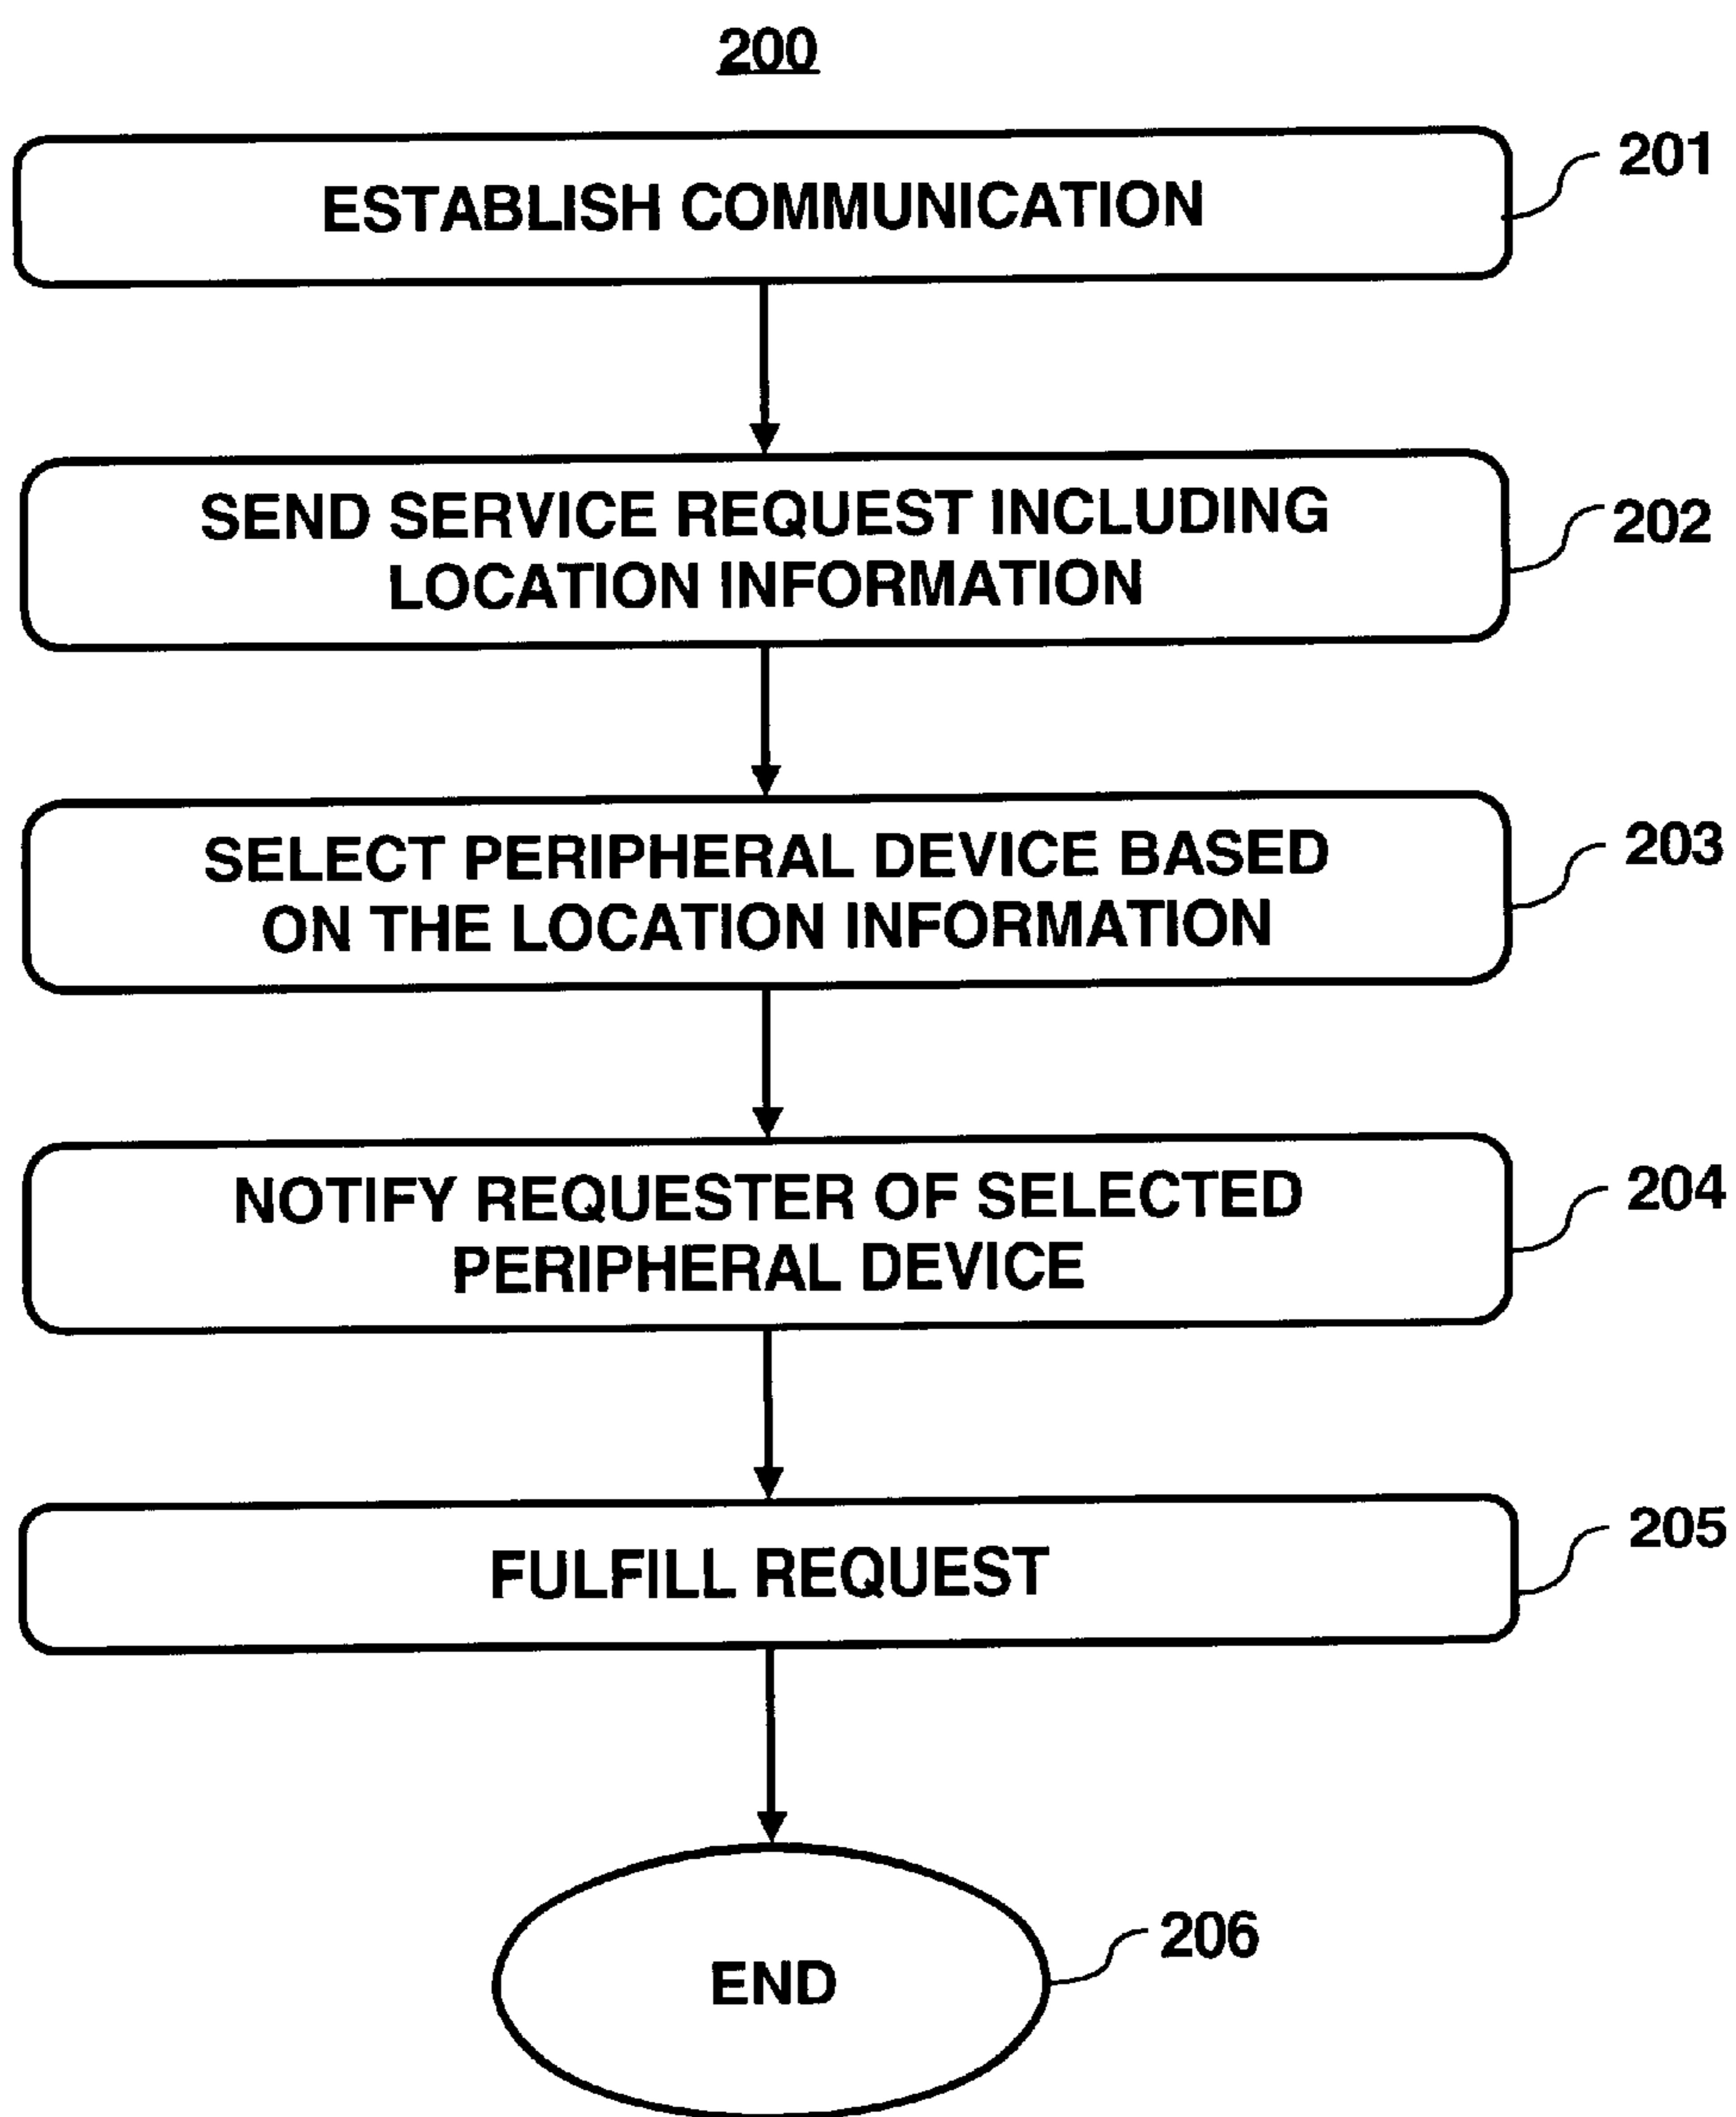 200
ESTABLISH COMMUNICATION
201
SEND SERVICE REQUEST INCLUDING
LOCATION INFORMATION
202
SELECT PERIPHERAL DEVICE BASED
ON THE LOCATION INFORMATION
203
NOTIFY REQUESTER OF SELECTED
PERIPHERAL DEVICE
204
FULFILL REQUEST
205
END
206